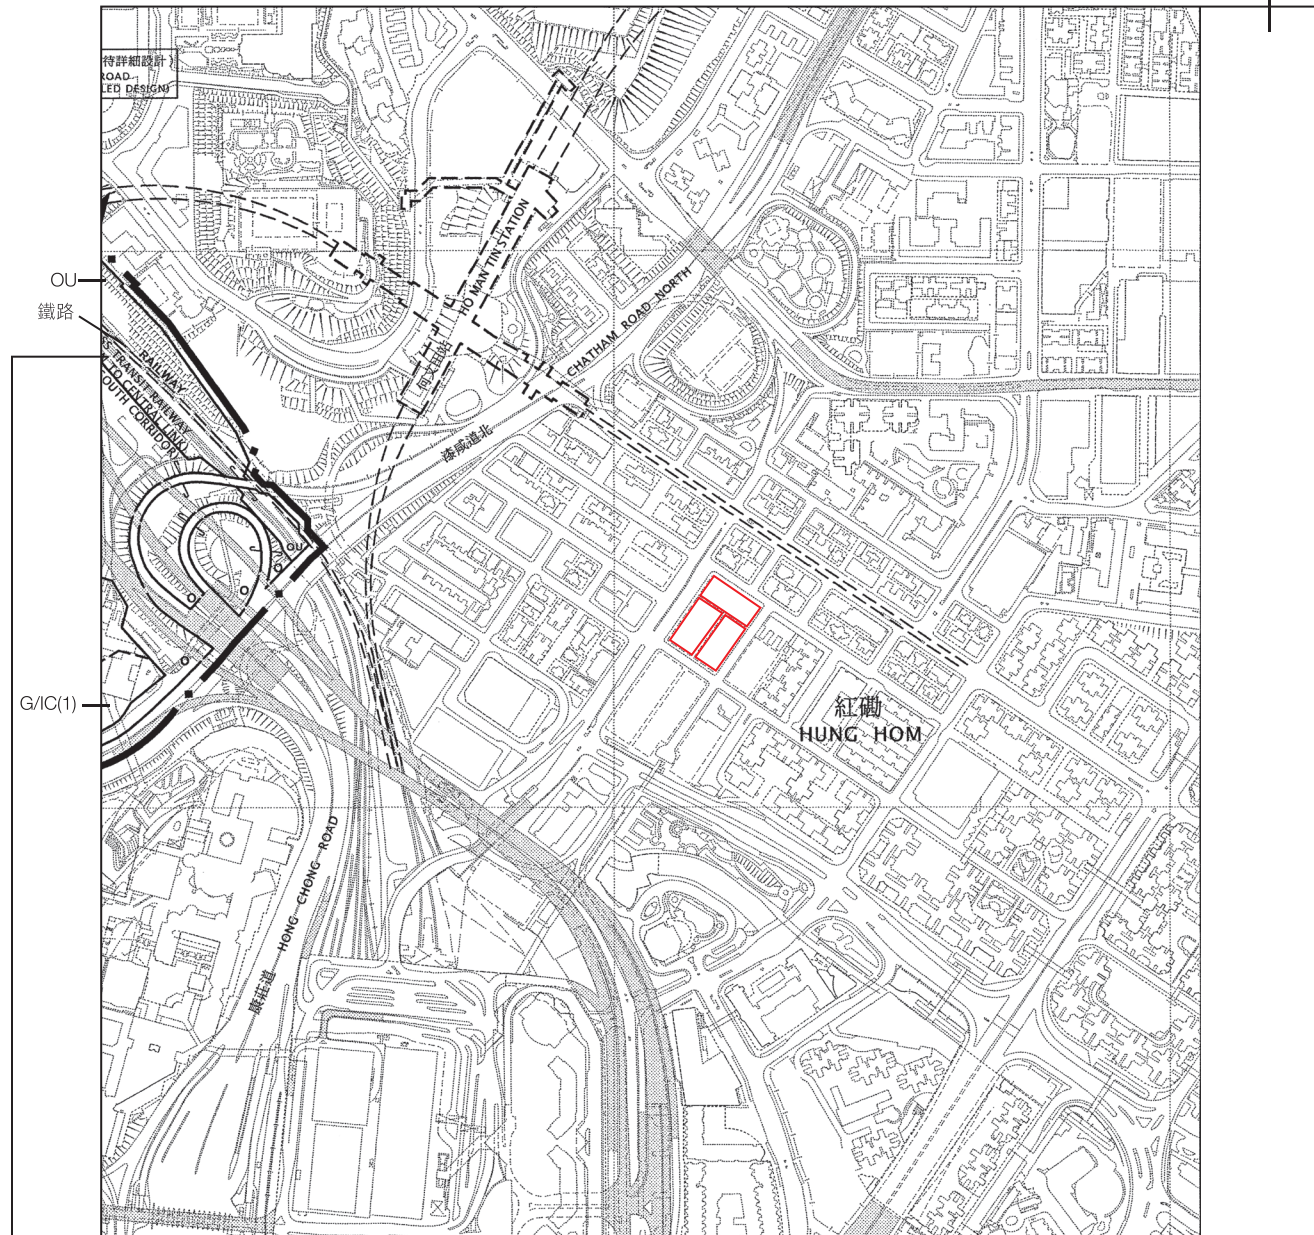 待詳細設計)
ROAD
LED DESIGN)
OU
鐵路
RAILWAY
S TRANSIT RAILWAY
TO CENTRAL LINK)
OUTH CORRIDOR)
HO MAN TIN STATION
何文田站
CHATHAM ROAD NORTH
漆咸道北
OU
O
O
O
O
G/IC(1)
紅磡
HUNG HOM
HONG CHONG ROAD
康莊道